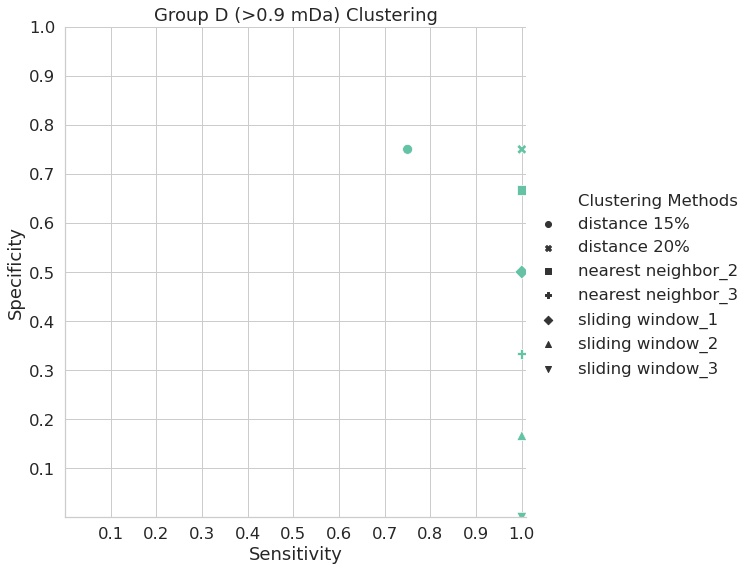 Group D (>0.9 mDa) Clustering
1.0
0.9
0.8
0.7
0.6
0.5
0.4
0.3
0.2
0.1
Specificity
0.1 0.2 0.3 0.4 0.5 0.6 0.7 0.8 0.9 1.0
Sensitivity
Clustering Methods
distance 15%
distance 20%
nearest neighbor_2
nearest neighbor_3
sliding window_1
sliding window_2
sliding window_3